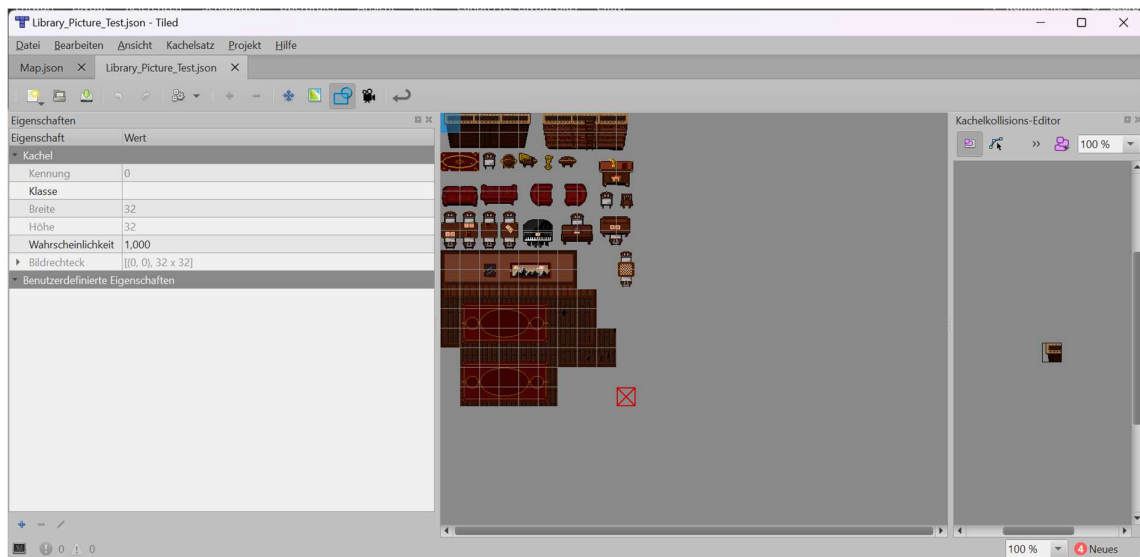 Library_Picture_Test.json - Tiled
Datei Bearbeiten Ansicht Kachelsatz Projekt Hilfe
Map.json
Library_Picture_Test.json
Eigenschaften
Eigenschaft Wert
Kachel
Kennung 0
Klasse
Breite 32
Höhe 32
Wahrscheinlichkeit 1,000
Bildrechteck [(0, 0), 32 x 32]
Benutzerdefinierte Eigenschaften
Kachelkollisions-Editor
100 %
0 0
100 %
4 Neues